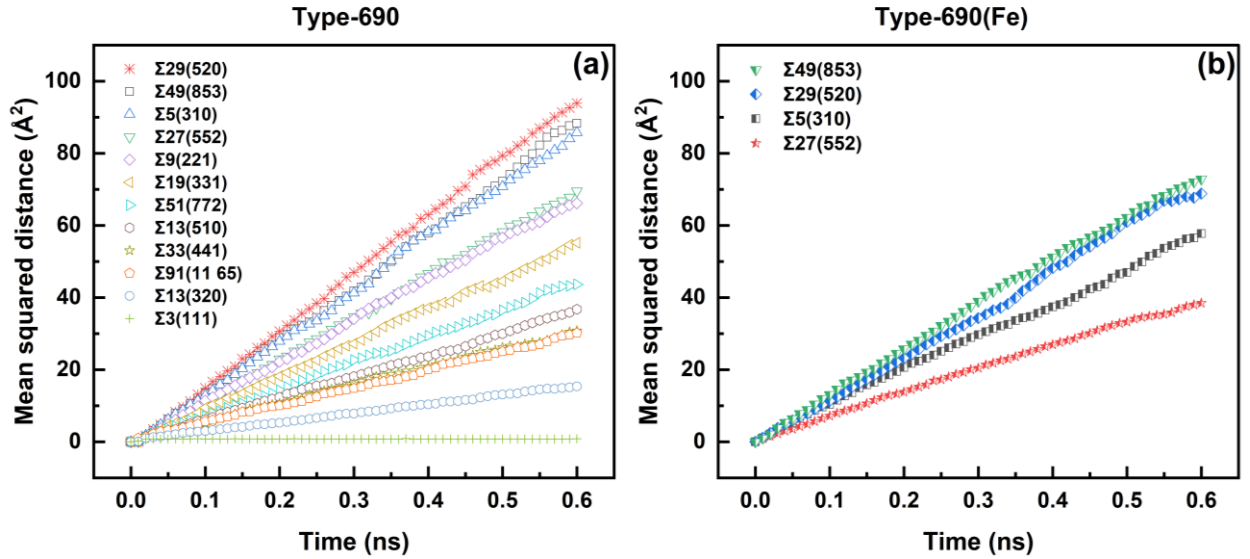 Type-690
(a)
Σ29(520)
Σ49(853)
Σ5(310)
Σ27(552)
Σ9(221)
Σ19(331)
Σ51(772)
Σ13(510)
Σ33(441)
Σ91(11 65)
Σ13(320)
Σ3(111)
Mean squared distance (Å²)
100
80
60
40
20
0
0.0 0.1 0.2 0.3 0.4 0.5 0.6
Time (ns)
Type-690(Fe)
(b)
Σ49(853)
Σ29(520)
Σ5(310)
Σ27(552)
Mean squared distance (Å²)
100
80
60
40
20
0
0.0 0.1 0.2 0.3 0.4 0.5 0.6
Time (ns)